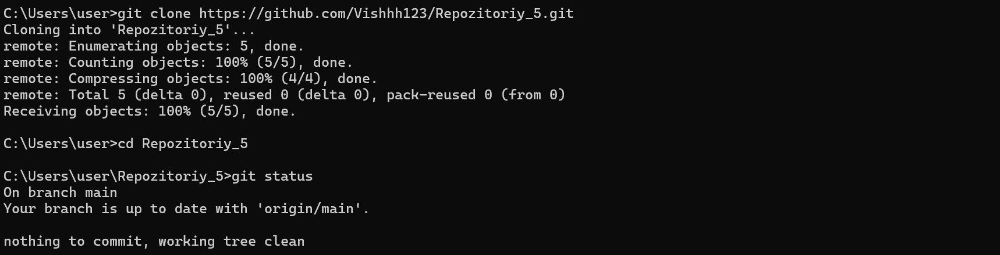 C:\Users\user>git clone https://github.com/Vishhh123/Repozitoriy_5.git
Cloning into 'Repozitoriy_5'...
remote: Enumerating objects: 5, done.
remote: Counting objects: 100% (5/5), done.
remote: Compressing objects: 100% (4/4), done.
remote: Total 5 (delta 0), reused 0 (delta 0), pack-reused 0 (from 0)
Receiving objects: 100% (5/5), done.
C:\Users\user>cd Repozitoriy_5
C:\Users\user\Repozitoriy_5>git status
On branch main
Your branch is up to date with 'origin/main'.
nothing to commit, working tree clean